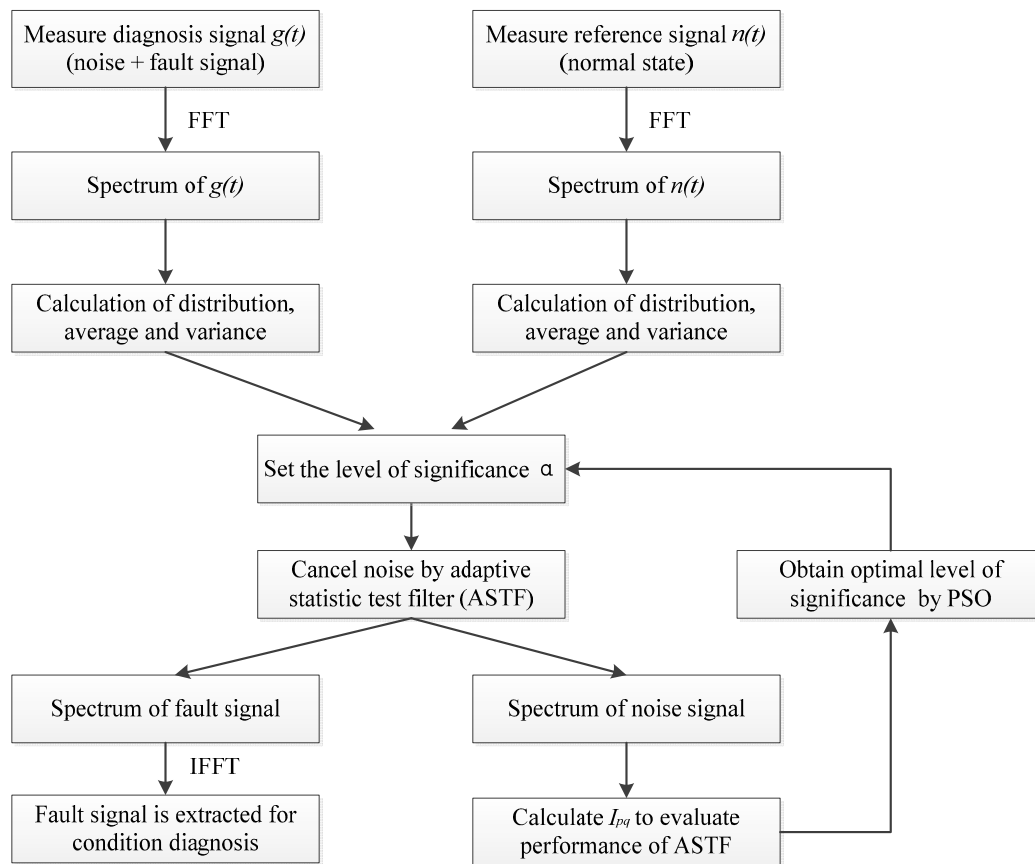 Measure diagnosis signal g(t)
(noise + fault signal)
Measure reference signal n(t)
(normal state)
FFT
FFT
Spectrum of g(t)
Spectrum of n(t)
Calculation of distribution,
average and variance
Calculation of distribution,
average and variance
Set the level of significance α
Cancel noise by adaptive
statistic test filter (ASTF)
Obtain optimal level of
significance by PSO
Spectrum of fault signal
Spectrum of noise signal
IFFT
Fault signal is extracted for
condition diagnosis
Calculate Ipq to evaluate
performance of ASTF